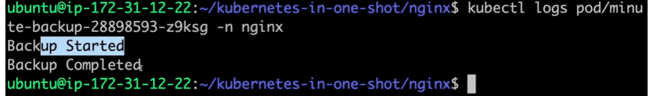 ubuntu@ip-172-31-12-22:~/kubernetes-in-one-shot/nginx$ kubectl logs pod/minu
te-backup-28898593-z9ksg -n nginx
Backup Started
Backup Completed
ubuntu@ip-172-31-12-22:~/kubernetes-in-one-shot/nginx$